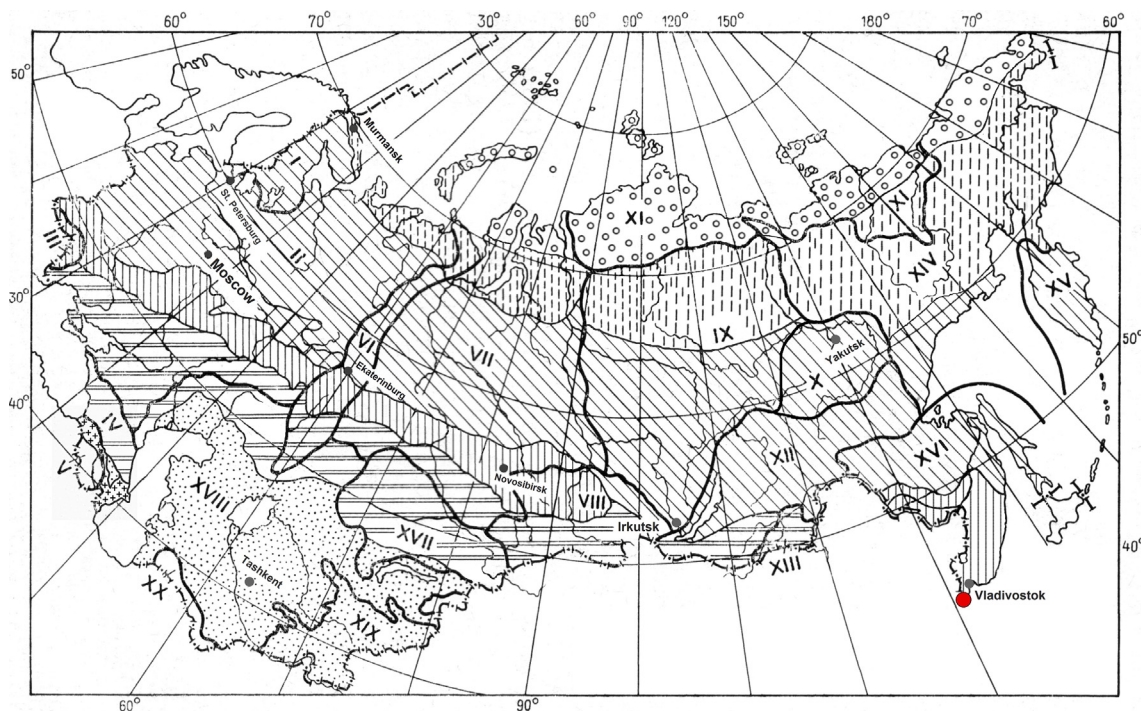 60° 70° 30° 60° 90° 120° 150° 180° 70° 60°
50°
Murmansk
I
St. Petersburg
XI
XI
III
II
Moscow
XIV
XV
30°
IX
VI
VII
Yakutsk
50°
Ekaterinburg
X
40°
IV
V
XII
XVI
Novosibirsk
VIII
XVIII
Irkutsk
XVII
40°
XIII
XX
Tashkent
Vladivostok
XIX
60° 90°